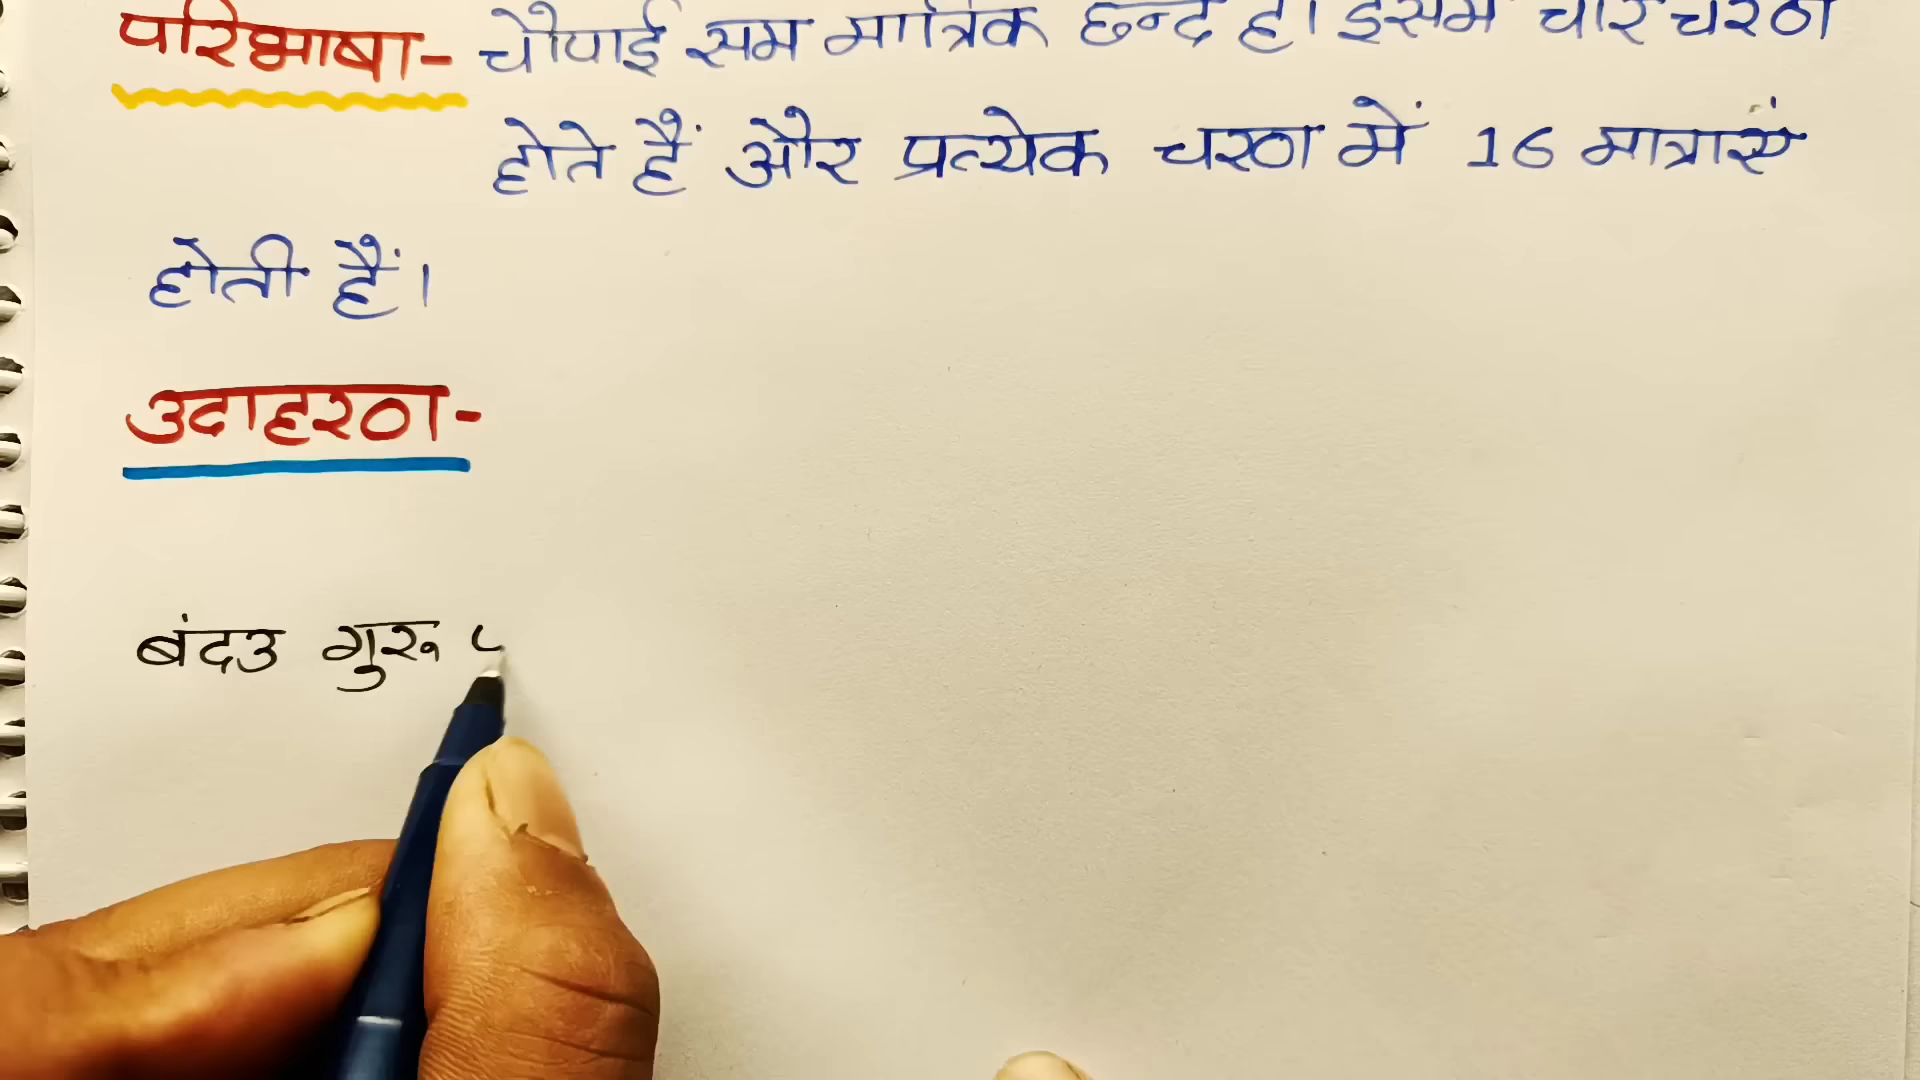 परिभाषा- चौपाई सम मात्रिक छन्द है। इसमें चार चरण
होते हैं और प्रत्येक चरण में 16 मात्राएं
होती हैं।
उदाहरण-
बंदउ गुरु